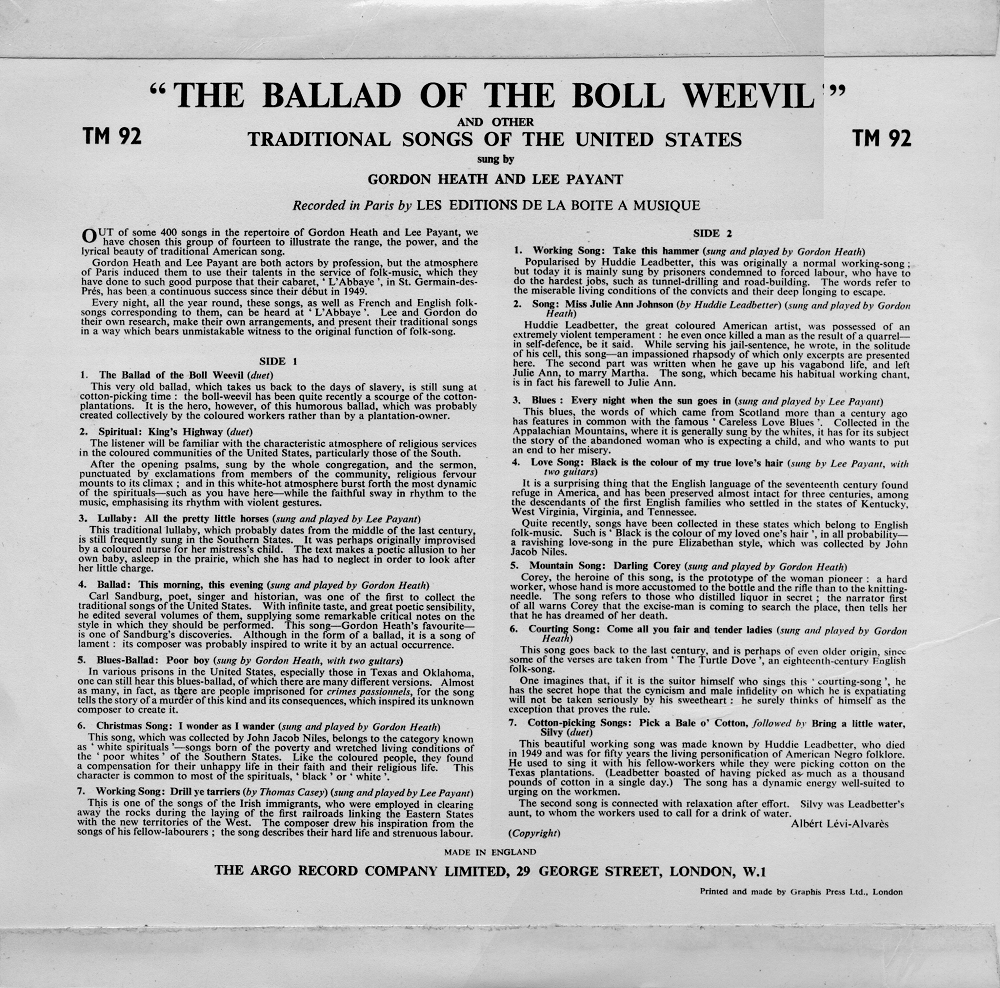 “THE BALLAD OF THE BOLL WEEVIL”
AND OTHER
TM 92
TRADITIONAL SONGS OF THE UNITED STATES
TM 92
sung by
GORDON HEATH AND LEE PAYANT
Recorded in Paris by LES EDITIONS DE LA BOITE A MUSIQUE
OUT of some 400 songs in the repertoire of Gordon Heath and Lee Payant, we
have chosen this group of fourteen to illustrate the range, the power, and the
lyrical beauty of traditional American song.
Gordon Heath and Lee Payant are both actors by profession, but the atmosphere
of Paris induced them to use their talents in the service of folk-music, which they
have done to such good purpose that their cabaret, ‘ L'Abbaye ’, in St. Germain-des-
Prés, has been a continuous success since their début in 1949.
Every night, all the year round, these songs, as well as French and English folk-
songs corresponding to them, can be heard at ‘ L'Abbaye ’. Lee and Gordon do
their own research, make their own arrangements, and present their traditional songs
in a way which bears unmistakable witness to the original function of folk-song.
SIDE 1
1. The Ballad of the Boll Weevil (duet)
This very old ballad, which takes us back to the days of slavery, is still sung at
cotton-picking time : the boll-weevil has been quite recently a scourge of the cotton-
plantations. It is the hero, however, of this humorous ballad, which was probably
created collectively by the coloured workers rather than by a plantation-owner.
2. Spiritual: King's Highway (duet)
The listener will be familiar with the characteristic atmosphere of religious services
in the coloured communities of the United States, particularly those of the South.
After the opening psalms, sung by the whole congregation, and the sermon,
punctuated by exclamations from members of the community, religious fervour
mounts to its climax ; and in this white-hot atmosphere burst forth the most dynamic
of the spirituals—such as you have here—while the faithful sway in rhythm to the
music, emphasising its rhythm with violent gestures.
3. Lullaby: All the pretty little horses (sung and played by Lee Payant)
This traditional lullaby, which probably dates from the middle of the last century,
is still frequently sung in the Southern States. It was perhaps originally improvised
by a coloured nurse for her mistress's child. The text makes a poetic allusion to her
own baby, asleep in the prairie, which she has had to neglect in order to look after
her little charge.
4. Ballad: This morning, this evening (sung and played by Gordon Heath)
Carl Sandburg, poet, singer and historian, was one of the first to collect the
traditional songs of the United States. With infinite taste, and great poetic sensibility,
he edited several volumes of them, supplying some remarkable critical notes on the
style in which they should be performed. This song—Gordon Heath's favourite—
is one of Sandburg's discoveries. Although in the form of a ballad, it is a song of
lament : its composer was probably inspired to write it by an actual occurrence.
5. Blues-Ballad: Poor boy (sung by Gordon Heath, with two guitars)
In various prisons in the United States, especially those in Texas and Oklahoma,
one can still hear this blues-ballad, of which there are many different versions. Almost
as many, in fact, as there are people imprisoned for crimes passionnels, for the song
tells the story of a murder of this kind and its consequences, which inspired its unknown
composer to create it.
6. Christmas Song: I wonder as I wander (sung and played by Gordon Heath)
This song, which was collected by John Jacob Niles, belongs to the category known
as ‘ white spirituals ’—songs born of the poverty and wretched living conditions of
the ‘ poor whites ’ of the Southern States. Like the coloured people, they found
a compensation for their unhappy life in their faith and their religious life. This
character is common to most of the spirituals, ‘ black ’ or ‘ white ’.
7. Working Song: Drill ye tarriers (by Thomas Casey) (sung and played by Lee Payant)
This is one of the songs of the Irish immigrants, who were employed in clearing
away the rocks during the laying of the first railroads linking the Eastern States
with the new territories of the West. The composer drew his inspiration from the
songs of his fellow-labourers ; the song describes their hard life and strenuous labour.
SIDE 2
1. Working Song: Take this hammer (sung and played by Gordon Heath)
Popularised by Huddie Leadbetter, this was originally a normal working-song ;
but today it is mainly sung by prisoners condemned to forced labour, who have to
do the hardest jobs, such as tunnel-drilling and road-building. The words refer to
the miserable living conditions of the convicts and their deep longing to escape.
2. Song: Miss Julie Ann Johnson (by Huddie Leadbetter) (sung and played by Gordon
Heath)
Huddie Leadbetter, the great coloured American artist, was possessed of an
extremely violent temperament : he even once killed a man as the result of a quarrel—
in self-defence, be it said. While serving his jail-sentence, he wrote, in the solitude
of his cell, this song—an impassioned rhapsody of which only excerpts are presented
here. The second part was written when he gave up his vagabond life, and left
Julie Ann, to marry Martha. The song, which became his habitual working chant,
is in fact his farewell to Julie Ann.
3. Blues : Every night when the sun goes in (sung and played by Lee Payant)
This blues, the words of which came from Scotland more than a century ago
has features in common with the famous ‘ Careless Love Blues ’. Collected in the
Appalachian Mountains, where it is generally sung by the whites, it has for its subject
the story of the abandoned woman who is expecting a child, and who wants to put
an end to her misery.
4. Love Song: Black is the colour of my true love's hair (sung by Lee Payant, with
two guitars)
It is a surprising thing that the English language of the seventeenth century found
refuge in America, and has been preserved almost intact for three centuries, among
the descendants of the first English families who settled in the states of Kentucky,
West Virginia, Virginia, and Tennessee.
Quite recently, songs have been collected in these states which belong to English
folk-music. Such is ‘ Black is the colour of my loved one's hair ’, in all probability—
a ravishing love-song in the pure Elizabethan style, which was collected by John
Jacob Niles.
5. Mountain Song: Darling Corey (sung and played by Gordon Heath)
Corey, the heroine of this song, is the prototype of the woman pioneer : a hard
worker, whose hand is more accustomed to the bottle and the rifle than to the knitting-
needle. The song refers to those who distilled liquor in secret ; the narrator first
of all warns Corey that the excise-man is coming to search the place, then tells her
that he has dreamed of her death.
6. Courting Song: Come all you fair and tender ladies (sung and played by Gordon
Heath)
This song goes back to the last century, and is perhaps of even older origin, since
some of the verses are taken from ‘ The Turtle Dove ’, an eighteenth-century English
folk-song.
One imagines that, if it is the suitor himself who sings this ‘ courting-song ’, he
has the secret hope that the cynicism and male infidelity on which he is expatiating
will not be taken seriously by his sweetheart : he surely thinks of himself as the
exception that proves the rule.
7. Cotton-picking Songs: Pick a Bale o' Cotton, followed by Bring a little water,
Silvy (duet)
This beautiful working song was made known by Huddie Leadbetter, who died
in 1949 and was for fifty years the living personification of American Negro folklore.
He used to sing it with his fellow-workers while they were picking cotton on the
Texas plantations. (Leadbetter boasted of having picked as much as a thousand
pounds of cotton in a single day.) The song has a dynamic energy well-suited to
urging on the workmen.
The second song is connected with relaxation after effort. Silvy was Leadbetter's
aunt, to whom the workers used to call for a drink of water.
Albért Lévi-Alvarès
(Copyright)
MADE IN ENGLAND
THE ARGO RECORD COMPANY LIMITED, 29 GEORGE STREET, LONDON, W.1
Printed and made by Graphis Press Ltd., London